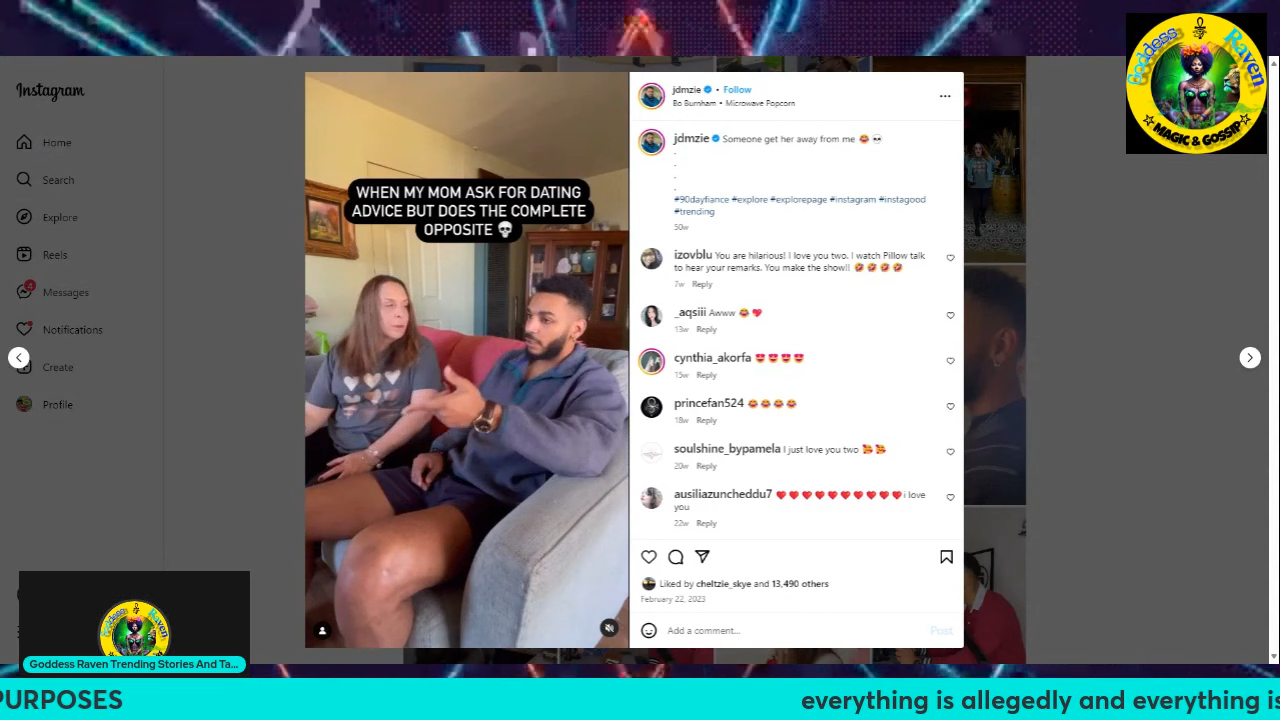 Instagram
Home
Search
Explore
Reels
4
Messages
Notifications
Create
Profile
WHEN MY MOM ASK FOR DATING
ADVICE BUT DOES THE COMPLETE
OPPOSITE 💀
jdmzie • Follow
Bo Burnham • Microwave Popcorn
jdmzie Someone get her away from me 😂 💀
.
.
.
.
#90dayfiance #explore #explorepage #instagram #instagood
#trending
50w
izovblu You are hilarious! I love you two. I watch Pillow talk
to hear your remarks. You make the show!! 🤣 🤣 🤣 🤣
7w Reply
_aqsiii Awww 😂 💖
13w Reply
cynthia_akorfa 😍 😍 😍 😍
15w Reply
princefan524 😂 😂 😂 😂
18w Reply
soulshine_bypamela I just love you two 🥰 🥰
20w Reply
ausiliazuncheddu7 ❤️ ❤️ ❤️ ❤️ ❤️ ❤️ ❤️ ❤️ ❤️ ❤️ i love
you
22w Reply
Liked by cheltzie_skye and 13,490 others
February 22, 2023
Add a comment...
Post
Goddess Raven
MAGIC & GOSSIP
Goddess Raven
Goddess Raven Trending Stories And Ta...
PURPOSES
everything is allegedly and everything is